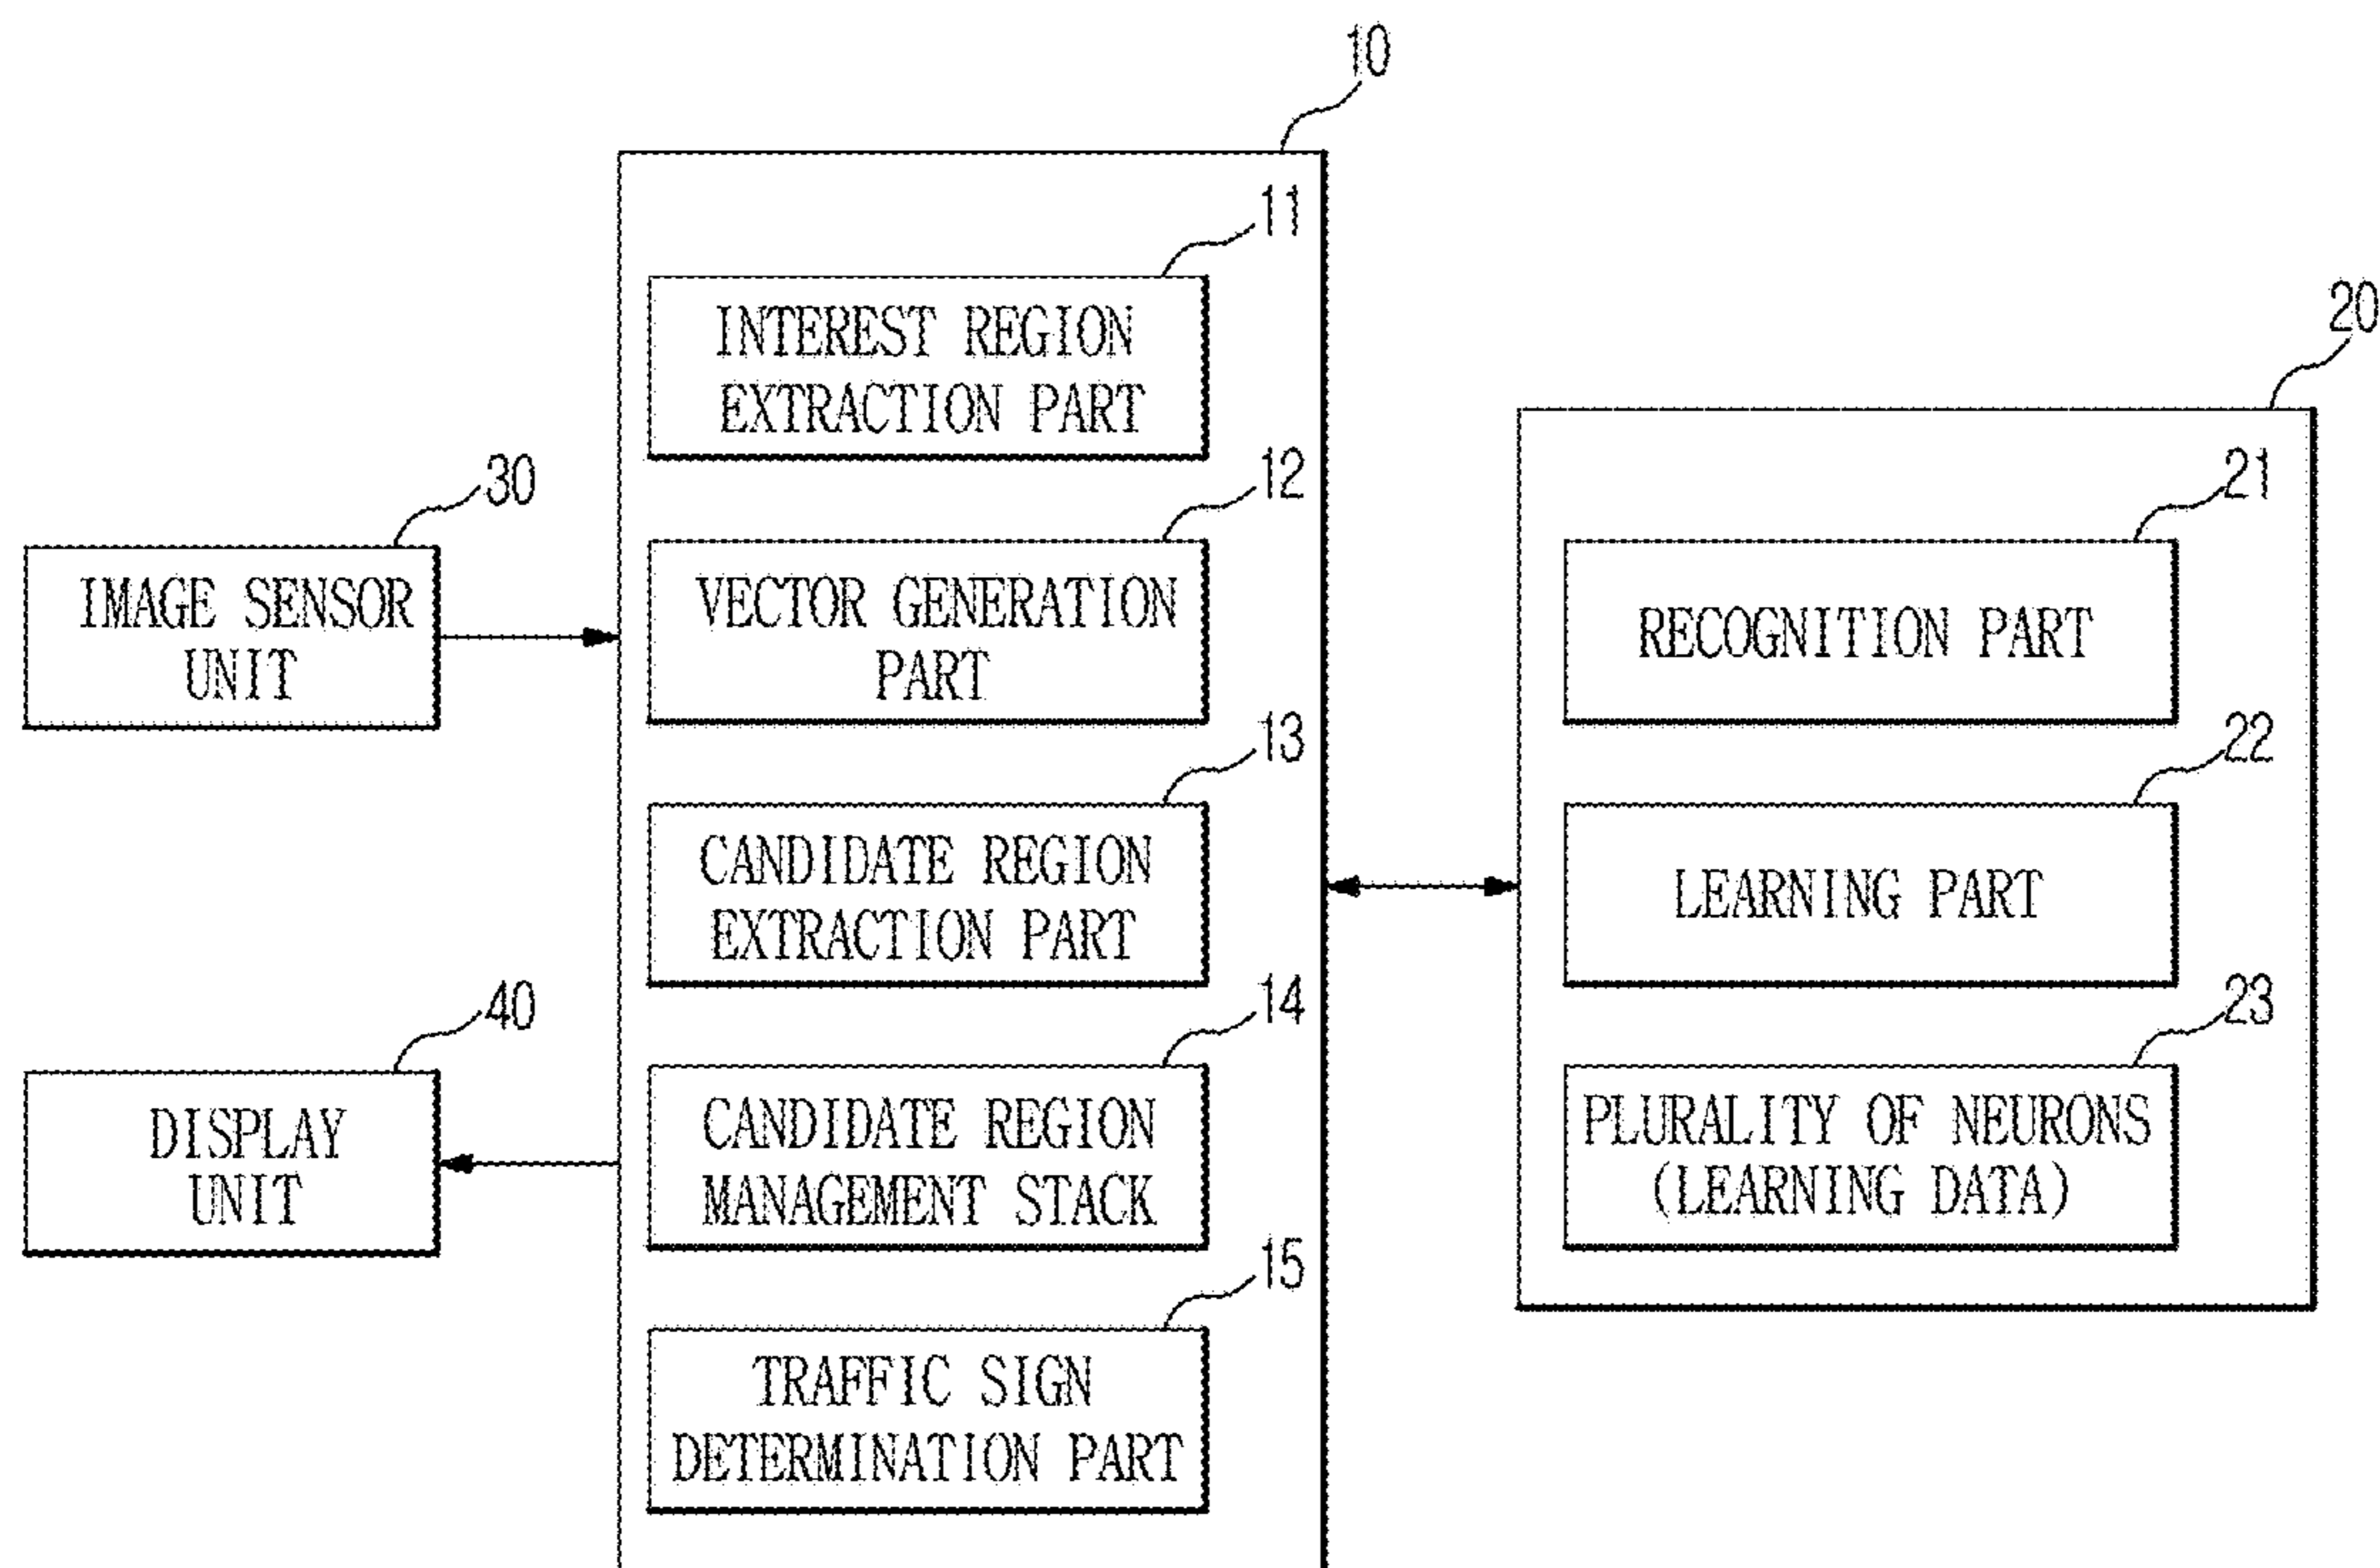 10
11
INTEREST REGION
EXTRACTION PART
12
VECTOR GENERATION
PART
13
CANDIDATE REGION
EXTRACTION PART
14
CANDIDATE REGION
MANAGEMENT STACK
15
TRAFFIC SIGN
DETERMINATION PART
30
IMAGE SENSOR
UNIT
40
DISPLAY
UNIT
20
21
RECOGNITION PART
22
LEARNING PART
23
PLURALITY OF NEURONS
(LEARNING DATA)